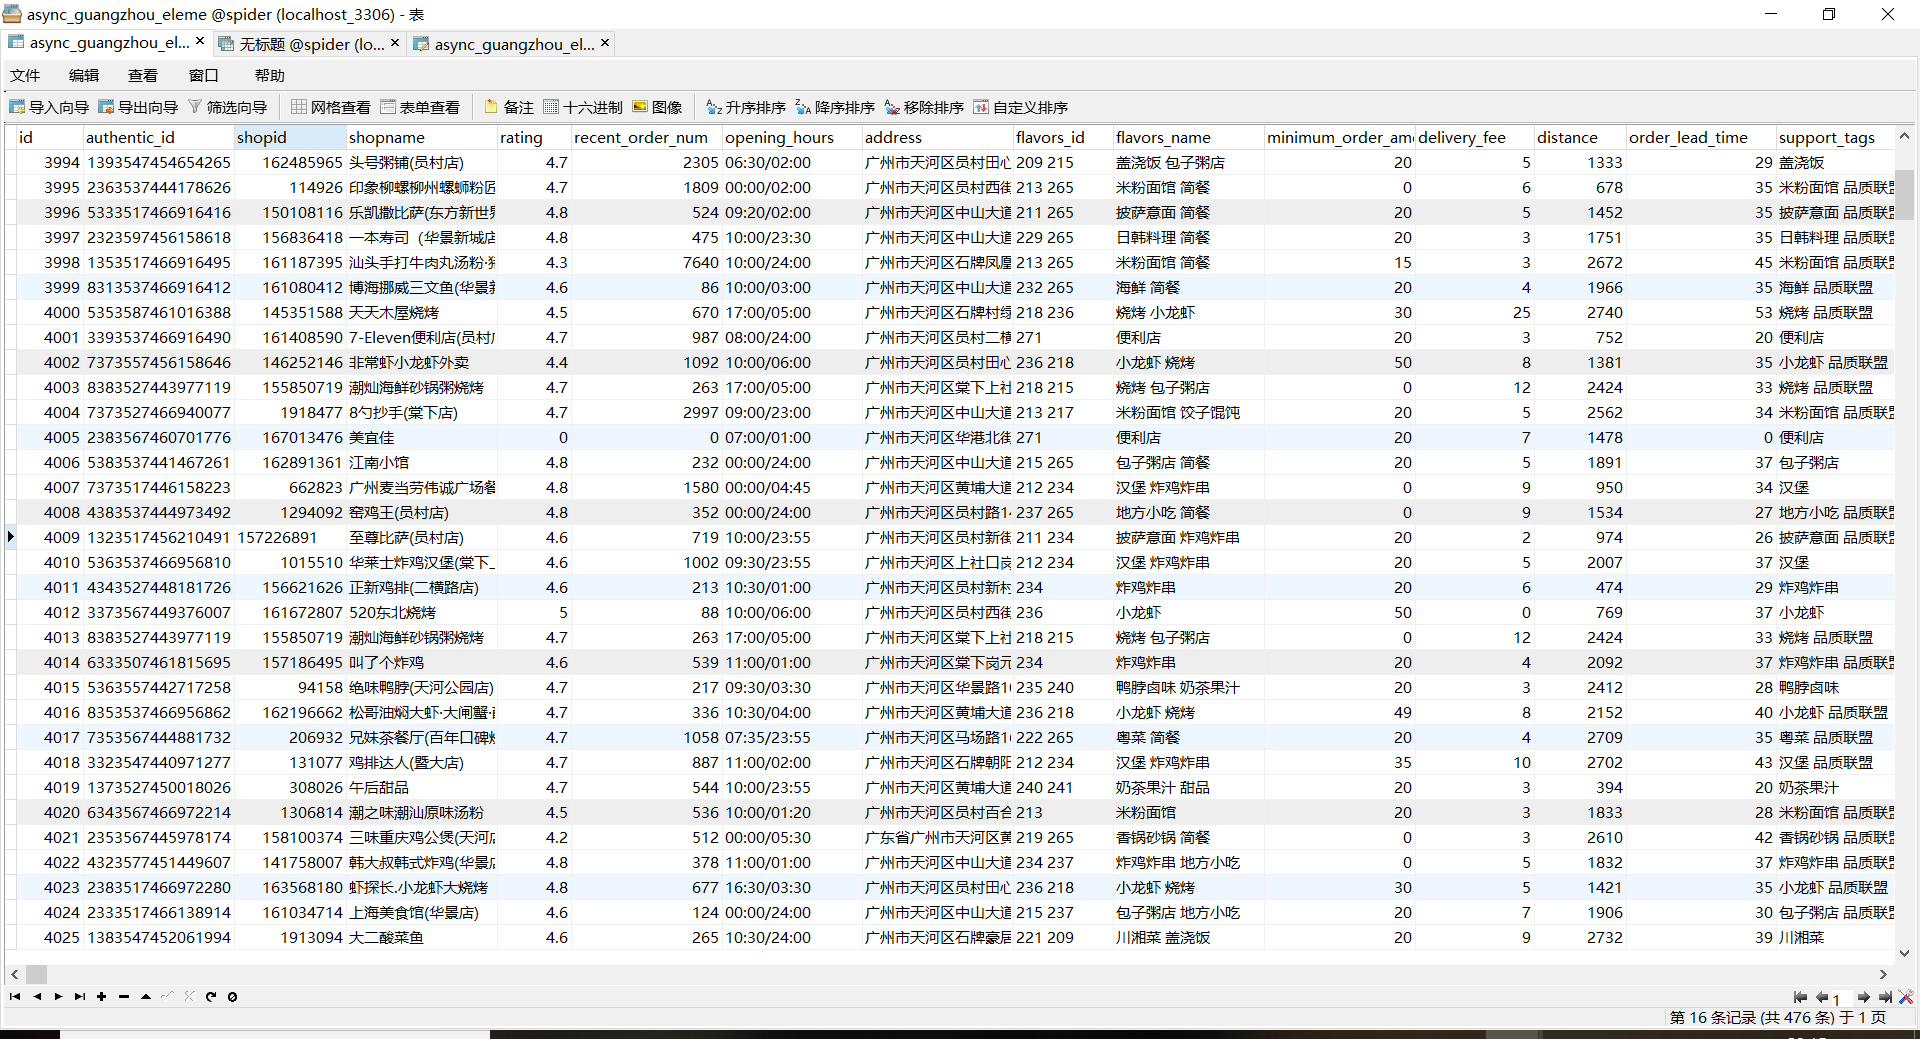 async_guangzhou_eleme @spider (localhost_3306) - 表
async_guangzhou_el... 无标题 @spider (lo... async_guangzhou_el...
文件 编辑 查看 窗口 帮助
导入向导 导出向导 筛选向导 网格查看 表单查看 备注 十六进制 图像 升序排序 降序排序 移除排序 自定义排序
id authentic_id shopid shopname rating recent_order_num opening_hours address flavors_id flavors_name minimum_order_am delivery_fee distance order_lead_time support_tags
3994 1393547454654265 162485965 头号粥铺(员村店) 4.7 2305 06:30/02:00 广州市天河区员村田心 209 215 盖浇饭 包子粥店 20 5 1333 29 盖浇饭
3995 2363537444178626 114926 印象柳螺柳州螺蛳粉匠 4.7 1809 00:00/02:00 广州市天河区员村西街 213 265 米粉面馆 简餐 0 6 678 35 米粉面馆 品质联盟
3996 5333517466916416 150108116 乐凯撒比萨(东方新世界 4.8 524 09:20/02:00 广州市天河区中山大道 211 265 披萨意面 简餐 20 5 1452 35 披萨意面 品质联盟
3997 2323597456158618 156836418 一本寿司（华景新城店 4.8 475 10:00/23:30 广州市天河区中山大道 229 265 日韩料理 简餐 20 3 1751 35 日韩料理 品质联盟
3998 1353517466916495 161187395 汕头手打牛肉丸汤粉·猪 4.3 7640 10:00/24:00 广州市天河区石牌凤凰 213 265 米粉面馆 简餐 15 3 2672 45 米粉面馆 品质联盟
3999 8313537466916412 161080412 博海挪威三文鱼(华景新 4.6 86 10:00/03:00 广州市天河区中山大道 232 265 海鲜 简餐 20 4 1966 35 海鲜 品质联盟
4000 5353587461016388 145351588 天天木屋烧烤 4.5 670 17:00/05:00 广州市天河区石牌村绿 218 236 烧烤 小龙虾 30 25 2740 53 烧烤 品质联盟
4001 3393537466916490 161408590 7-Eleven便利店(员村 4.7 987 08:00/24:00 广州市天河区员村二横 271 便利店 20 3 752 20 便利店
4002 7373557456158646 146252146 非常虾小龙虾外卖 4.4 1092 10:00/06:00 广州市天河区员村田心 236 218 小龙虾 烧烤 50 8 1381 35 小龙虾 品质联盟
4003 8383527443977119 155850719 潮汕海鲜砂锅粥烧烤 4.7 263 17:00/05:00 广州市天河区棠下上社 218 215 烧烤 包子粥店 0 12 2424 33 烧烤 品质联盟
4004 7373527466940077 1918477 8勺抄手(棠下店) 4.7 2997 09:00/23:00 广州市天河区中山大道 213 217 米粉面馆 饺子馄饨 20 5 2562 34 米粉面馆 品质联盟
4005 2383567460701776 167013476 美宜佳 0 0 07:00/01:00 广州市天河区华港北街 271 便利店 20 7 1478 0 便利店
4006 5383537441467261 162891361 江南小馆 4.8 232 00:00/24:00 广州市天河区中山大道 215 265 包子粥店 简餐 20 5 1891 37 包子粥店
4007 7373517446158223 662823 广州麦当劳伟诚广场餐 4.8 1580 00:00/04:45 广州市天河区黄埔大道 212 234 汉堡 炸鸡炸串 0 9 950 34 汉堡
4008 4383537444973492 1294092 窑鸡王(员村店) 4.8 352 00:00/24:00 广州市天河区员村路14 237 265 地方小吃 简餐 0 9 1534 27 地方小吃 品质联盟
4009 1323517456210491 157226891 至尊比萨(员村店) 4.6 719 10:00/23:55 广州市天河区员村新街 211 234 披萨意面 炸鸡炸串 20 2 974 26 披萨意面 品质联盟
4010 5363537466956810 1015510 华莱士炸鸡汉堡(棠下上 4.6 1002 09:30/23:55 广州市天河区上社口岗 212 234 汉堡 炸鸡炸串 20 5 2007 37 汉堡
4011 4343527448181726 156621626 正新鸡排(二横路店) 4.6 213 10:30/01:00 广州市天河区员村新村 234 炸鸡炸串 20 6 474 29 炸鸡炸串
4012 3373567449376007 161672807 520东北烧烤 5 88 10:00/06:00 广州市天河区员村西街 236 小龙虾 50 0 769 37 小龙虾
4013 8383527443977119 155850719 潮汕海鲜砂锅粥烧烤 4.7 263 17:00/05:00 广州市天河区棠下上社 218 215 烧烤 包子粥店 0 12 2424 33 烧烤 品质联盟
4014 6333507461815695 157186495 叫了个炸鸡 4.6 539 11:00/01:00 广州市天河区棠下岗元 234 炸鸡炸串 20 4 2092 37 炸鸡炸串 品质联盟
4015 5363557442717258 94158 绝味鸭脖(天河公园店) 4.7 217 09:30/03:30 广州市天河区华景路16 235 240 鸭脖卤味 奶茶果汁 20 3 2412 28 鸭脖卤味
4016 8353537466956862 162196662 松哥油焖大虾·大闸蟹· 4.7 336 10:30/04:00 广州市天河区黄埔大道 236 218 小龙虾 烧烤 49 8 2152 40 小龙虾 品质联盟
4017 7353567444881732 206932 兄妹茶餐厅(百年口碑烧 4.7 1058 07:35/23:55 广州市天河区马场路16 222 265 粤菜 简餐 20 4 2709 35 粤菜 品质联盟
4018 3323547440971277 131077 鸡排达人(暨大店) 4.7 887 11:00/02:00 广州市天河区石牌朝阳 212 234 汉堡 炸鸡炸串 35 10 2702 43 汉堡 品质联盟
4019 1373527450018026 308026 午后甜品 4.7 544 10:00/23:55 广州市天河区黄埔大道 240 241 奶茶果汁 甜品 20 3 394 20 奶茶果汁
4020 6343567466972214 1306814 潮之味潮汕原味汤粉 4.5 536 10:00/01:20 广州市天河区员村百合 213 米粉面馆 20 3 1833 28 米粉面馆 品质联盟
4021 2353567445978174 158100374 三味重庆鸡公煲(天河店 4.2 512 00:00/05:30 广东省广州市天河区黄 219 265 香锅砂锅 简餐 0 3 2610 42 香锅砂锅 品质联盟
4022 4323577451449607 141758007 韩大叔韩式炸鸡(华景店 4.8 378 11:00/01:00 广州市天河区中山大道 234 237 炸鸡炸串 地方小吃 0 5 1832 37 炸鸡炸串 品质联盟
4023 2383517466972280 163568180 虾探长.小龙虾大烧烤 4.8 677 16:30/03:30 广州市天河区员村田心 236 218 小龙虾 烧烤 30 5 1421 35 小龙虾 品质联盟
4024 2333517466138914 161034714 上海美食馆(华景店) 4.6 124 00:00/24:00 广州市天河区中山大道 215 237 包子粥店 地方小吃 20 7 1906 30 包子粥店 品质联盟
4025 1383547452061994 1913094 大二酸菜鱼 4.6 265 10:30/24:00 广州市天河区石牌豪居 221 209 川湘菜 盖浇饭 20 9 2732 39 川湘菜
1
第 16 条记录 (共 476 条) 于 1 页